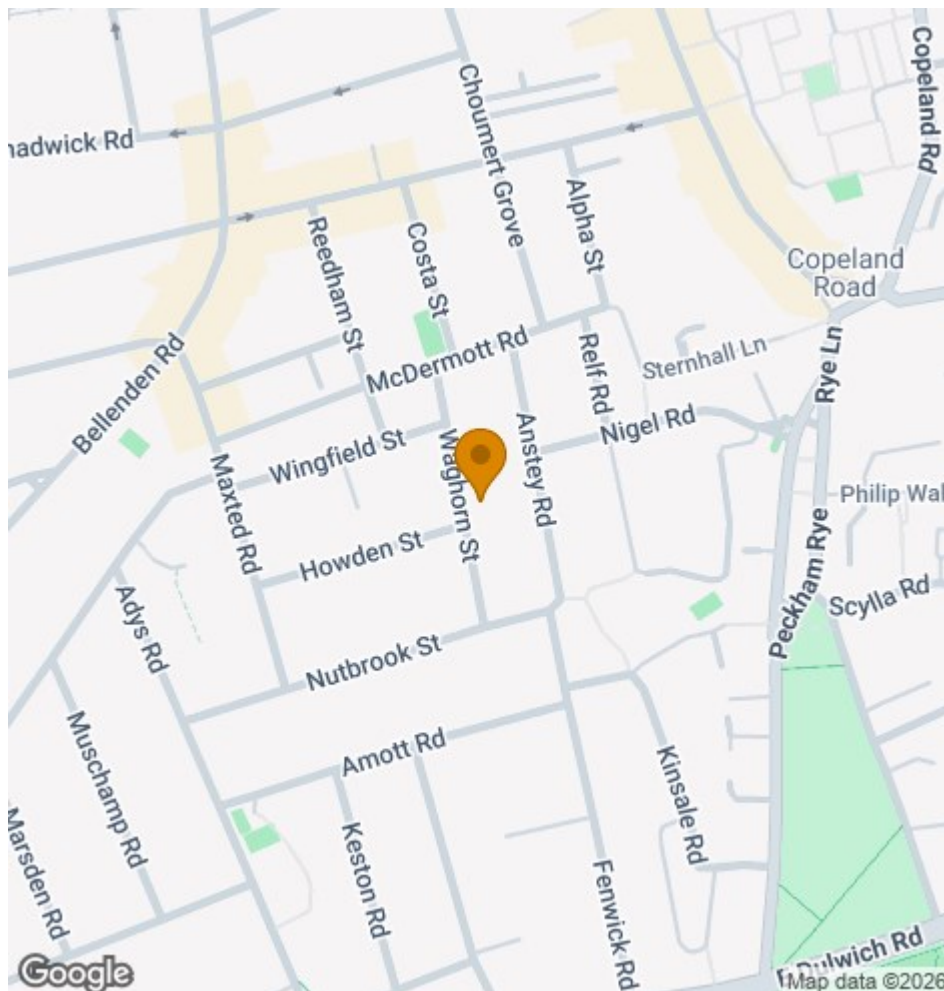 Copeland Rd
Choumert Grove
hadwick Rd
Alpha St
Reedham St
Costa St
Copeland
Road
Bellenden Rd
McDermott Rd
Relf Rd
Sternhall Ln
Rye Ln
Nigel Rd
Anstey Rd
Wingfield St
Waghorn St
Maxted Rd
Philip Wal
Howden St
Peckham Rye
Scylla Rd
Adys Rd
Nutbrook St
Muschamp Rd
Amott Rd
Kinsale Rd
Marsden Rd
Keston Rd
Fenwick Rd
E Dulwich Rd
Google
Map data ©2026